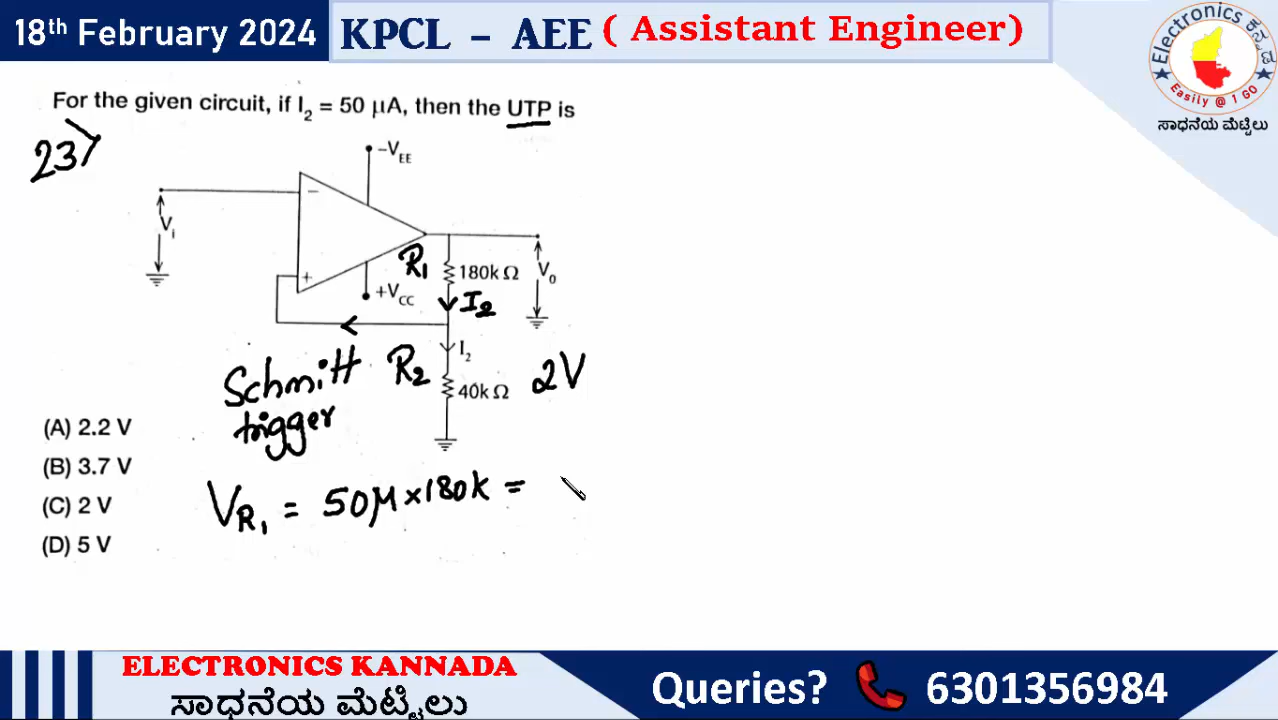 18th February 2024
KPCL - AEE ( Assistant Engineer)
Electronics ಕನ್ನಡ
Easily @ 1 GO
ಸಾಧನೆಯ ಮೆಟ್ಟಿಲು
For the given circuit, if I2 = 50 μA, then the UTP is
23>
-VEE
−
Vi
+
R1
180k Ω
V0
+VCC
I2
I2
Schmitt
trigger
R2
40k Ω
2V
(A) 2.2 V
(B) 3.7 V
(C) 2 V
(D) 5 V
VR1 = 50μ×180k =
ELECTRONICS KANNADA
ಸಾಧನೆಯ ಮೆಟ್ಟಿಲು
Queries? 6301356984